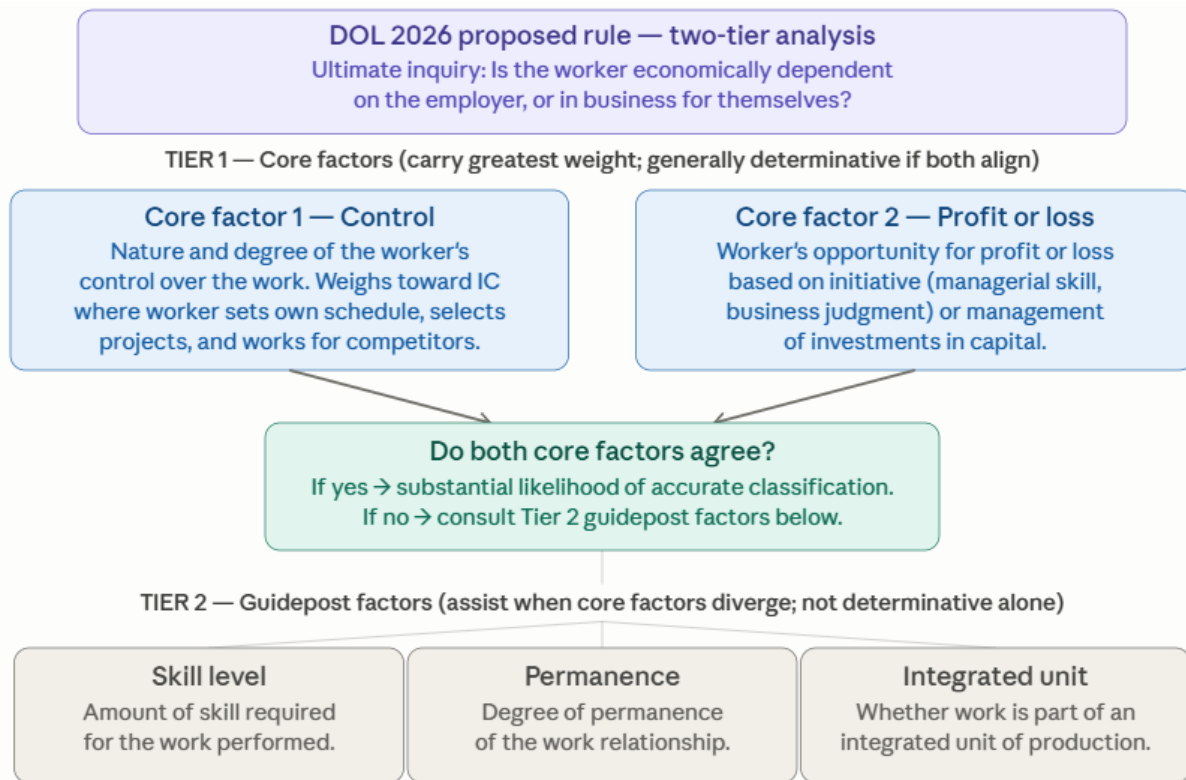 DOL 2026 proposed rule — two-tier analysis
Ultimate inquiry: Is the worker economically dependent
on the employer, or in business for themselves?
TIER 1 — Core factors (carry greatest weight; generally determinative if both align)
Core factor 1 — Control
Nature and degree of the worker's
control over the work. Weighs toward IC
where worker sets own schedule, selects
projects, and works for competitors.
Core factor 2 — Profit or loss
Worker's opportunity for profit or loss
based on initiative (managerial skill,
business judgment) or management
of investments in capital.
Do both core factors agree?
If yes → substantial likelihood of accurate classification.
If no → consult Tier 2 guidepost factors below.
TIER 2 — Guidepost factors (assist when core factors diverge; not determinative alone)
Skill level
Amount of skill required
for the work performed.
Permanence
Degree of permanence
of the work relationship.
Integrated unit
Whether work is part of an
integrated unit of production.